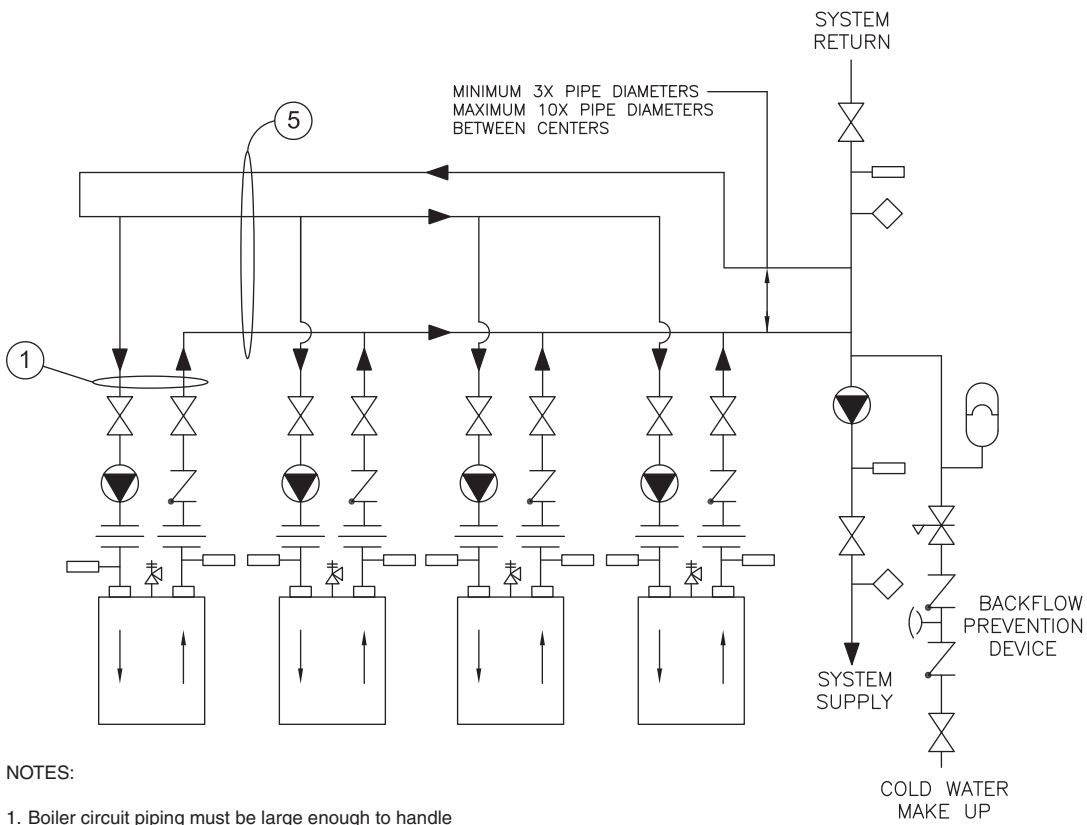 SYSTEM
RETURN
MINIMUM 3X PIPE DIAMETERS
MAXIMUM 10X PIPE DIAMETERS
BETWEEN CENTERS
5
1
BACKFLOW
PREVENTION
DEVICE
SYSTEM
SUPPLY
COLD WATER
MAKE UP
NOTES:
1. Boiler circuit piping must be large enough to handle